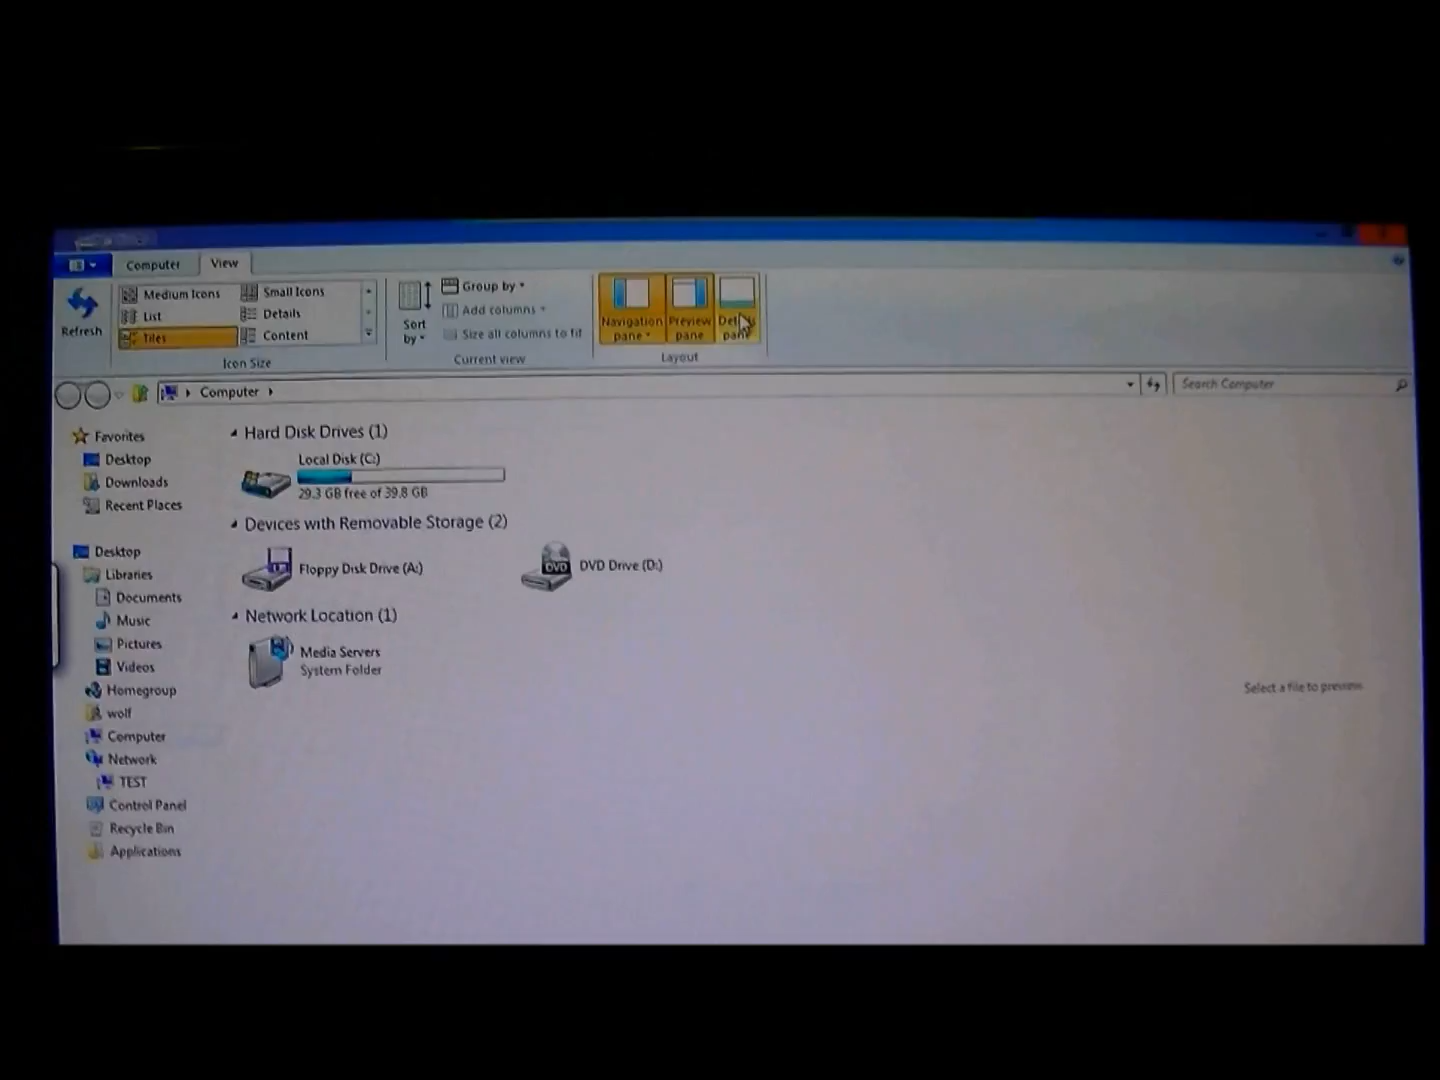 Computer
View
Refresh
Medium Icons
Small Icons
List
Details
Tiles
Content
Icon Size
Sort by
Group by
Add columns
Size all columns to fit
Current view
Navigation pane
Preview pane
pane
Layout
Computer
Search Computer
Favorites
Desktop
Downloads
Recent Places
Desktop
Libraries
Documents
Music
Pictures
Videos
Homegroup
wolf
Computer
Network
TEST
Control Panel
Recycle Bin
Applications
Hard Disk Drives (1)
Local Disk (C:)
29.3 GB free of 39.8 GB
Devices with Removable Storage (2)
Floppy Disk Drive (A:)
DVD
DVD Drive (D:)
Network Location (1)
Media Servers
System Folder
Select a file to preview.